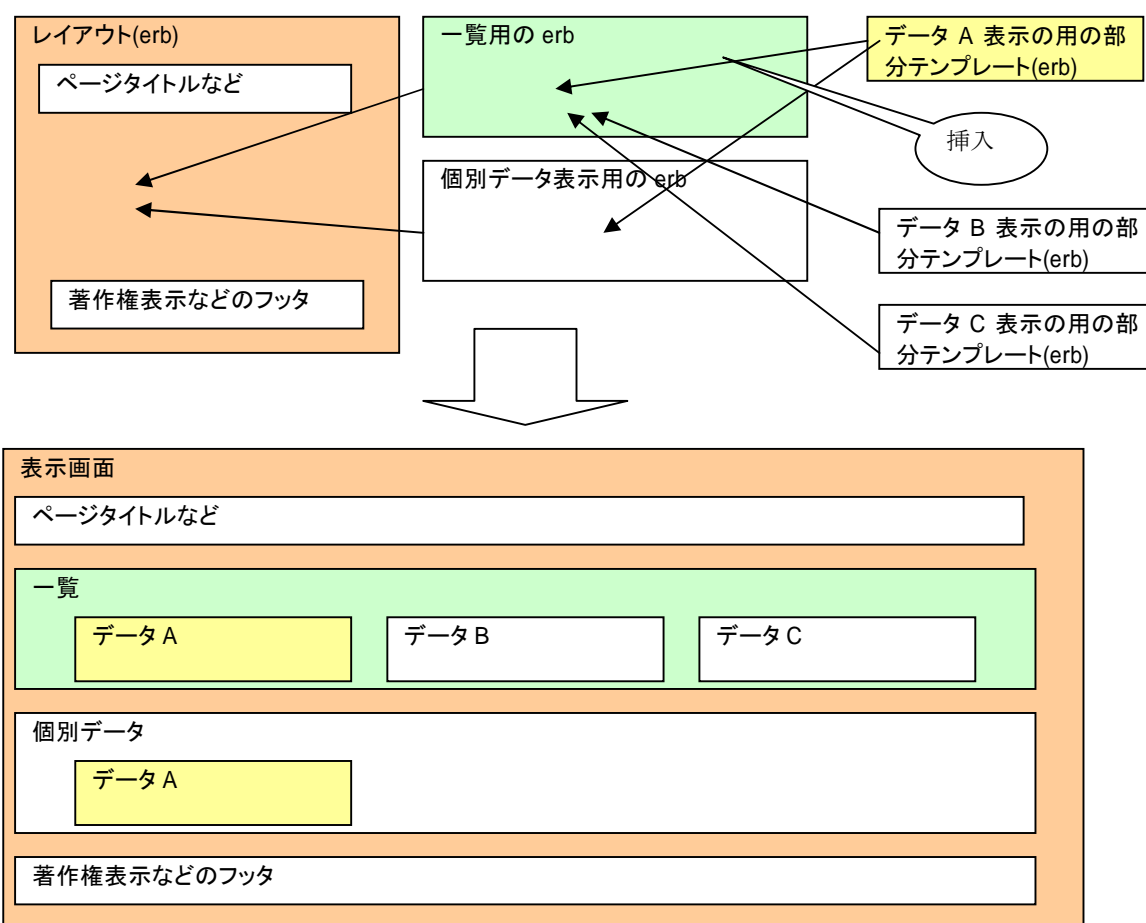 レイアウト(erb)
ページタイトルなど
著作権表示などのフッタ
一覧用の erb
個別データ表示用の erb
データ A 表示の用の部
分テンプレート(erb)
挿入
データ B 表示の用の部
分テンプレート(erb)
データ C 表示の用の部
分テンプレート(erb)
表示画面
ページタイトルなど
一覧
データ A
データ B
データ C
個別データ
データ A
著作権表示などのフッタ